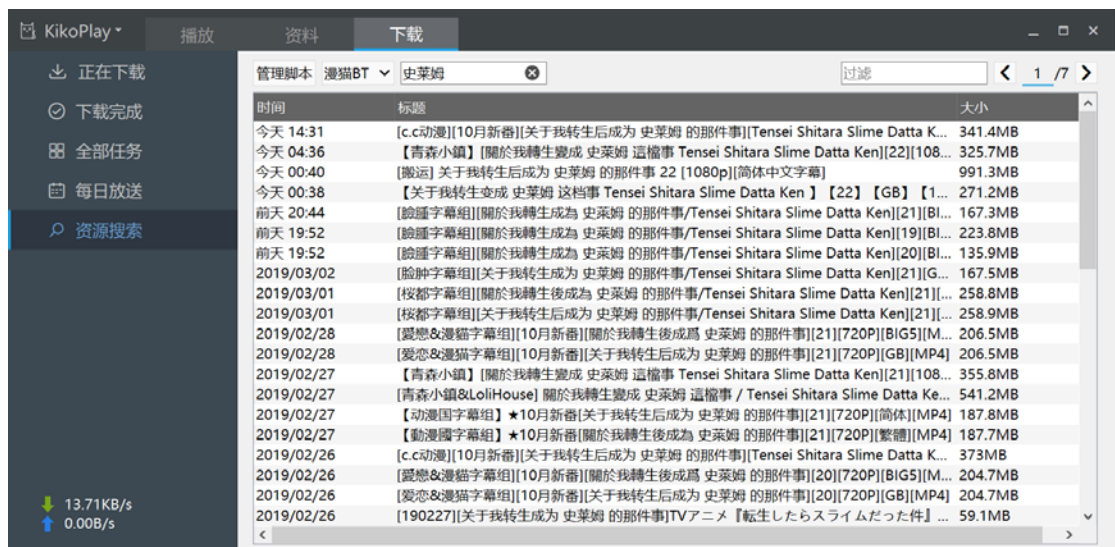 KikoPlay 播放 资料 下载
正在下载
下载完成
全部任务
每日放送
资源搜索
13.71KB/s
0.00B/s
管理脚本 漫猫BT 史莱姆 过滤 1 /7
时间 标题 大小
今天 14:31 [c.c动漫][10月新番][关于我转生后成为 史莱姆 的那件事][Tensei Shitara Slime Datta K... 341.4MB
今天 04:36 【青森小鎮】[關於我轉生變成 史莱姆 這檔事 Tensei Shitara Slime Datta Ken][22][108... 325.7MB
今天 00:40 [搬运] 关于我转生后成为 史莱姆 的那件事 22 [1080p][简体中文字幕] 991.3MB
今天 00:38 【关于我转生变成 史莱姆 这档事 Tensei Shitara Slime Datta Ken 】【22】【GB】【1... 271.2MB
前天 20:44 [臉腫字幕組][關於我轉生成為 史莱姆 的那件事/Tensei Shitara Slime Datta Ken][21][BI... 167.3MB
前天 19:52 [臉腫字幕組][關於我轉生成為 史莱姆 的那件事/Tensei Shitara Slime Datta Ken][19][BI... 223.8MB
前天 19:52 [臉腫字幕組][關於我轉生成為 史莱姆 的那件事/Tensei Shitara Slime Datta Ken][20][BI... 135.9MB
2019/03/02 [脸肿字幕组][关于我转生成为 史莱姆 的那件事/Tensei Shitara Slime Datta Ken][21][G... 167.5MB
2019/03/01 [桜都字幕组][關於我轉生後成為 史莱姆 的那件事/Tensei Shitara Slime Datta Ken][21][... 258.8MB
2019/03/01 [桜都字幕组][关于我转生后成为 史莱姆 的那件事/Tensei Shitara Slime Datta Ken][21][... 258.9MB
2019/02/28 [愛戀&漫貓字幕组][10月新番][關於我轉生後成爲 史莱姆 的那件事][21][720P][BIG5][M... 206.5MB
2019/02/28 [爱恋&漫猫字幕组][10月新番][关于我转生后成为 史莱姆 的那件事][21][720P][GB][MP4] 206.5MB
2019/02/27 【青森小鎮】[關於我轉生變成 史莱姆 這檔事 Tensei Shitara Slime Datta Ken][21][108... 355.8MB
2019/02/27 [青森小鎮&LoliHouse] 關於我轉生變成 史莱姆 這檔事 / Tensei Shitara Slime Datta Ke... 541.2MB
2019/02/27 【动漫国字幕组】★10月新番[关于我转生后成为 史莱姆 的那件事][21][720P][简体][MP4] 187.8MB
2019/02/27 【動漫國字幕組】★10月新番[關於我轉生後成為 史莱姆 的那件事][21][720P][繁體][MP4] 187.7MB
2019/02/26 [c.c动漫][10月新番][关于我转生后成为 史莱姆 的那件事][Tensei Shitara Slime Datta K... 373MB
2019/02/26 [愛戀&漫貓字幕组][10月新番][關於我轉生後成爲 史莱姆 的那件事][20][720P][BIG5][M... 204.7MB
2019/02/26 [爱恋&漫猫字幕组][10月新番][关于我转生后成为 史莱姆 的那件事][20][720P][GB][MP4] 204.7MB
2019/02/26 [190227][关于我转生成为 史莱姆 的那件事]TVアニメ『転生したらスライムだった件』... 59.1MB